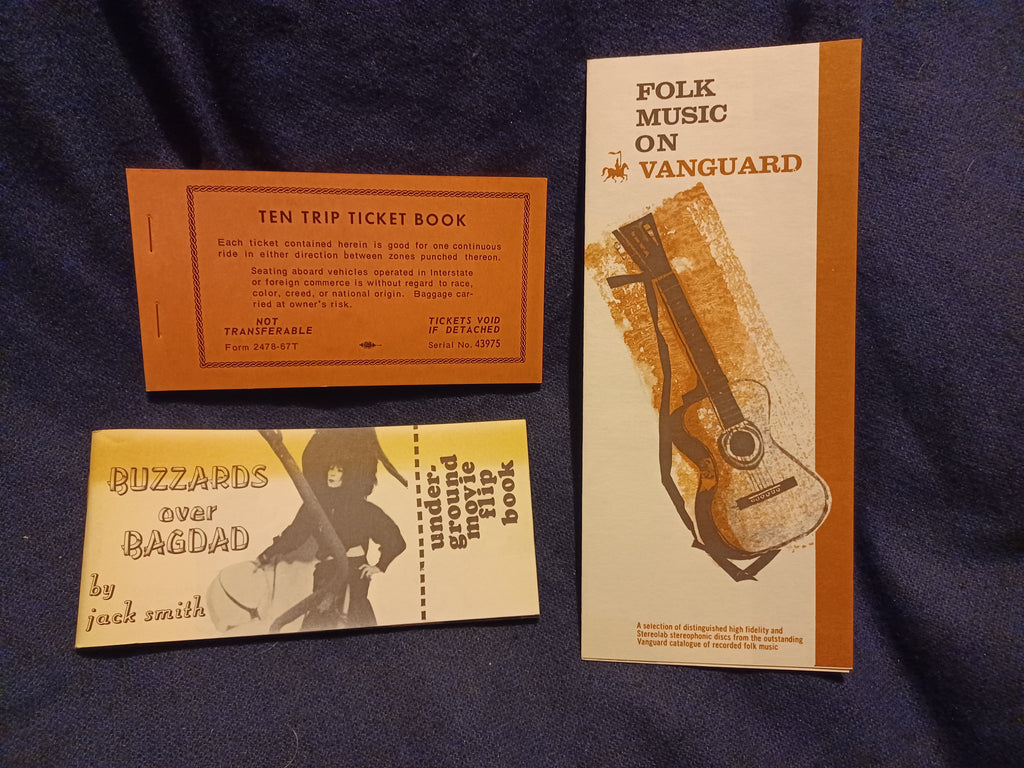 TEN TRIP TICKET BOOK
Each ticket contained herein is good for one continuous
ride in either direction between zones punched thereon.
Seating aboard vehicles operated in Interstate
or foreign commerce is without regard to race,
color, creed, or national origin. Baggage car-
ried at owner's risk.
NOT
TRANSFERABLE
TICKETS VOID
IF DETACHED
Form 2478-67T
Serial No. 43975
BUZZARDS
over
BAGDAD
by
jack smith
under-
ground
movie
flip
book
FOLK
MUSIC
ON
VANGUARD
A selection of distinguished high fidelity and
Stereolab stereophonic discs from the outstanding
Vanguard catalogue of recorded folk music